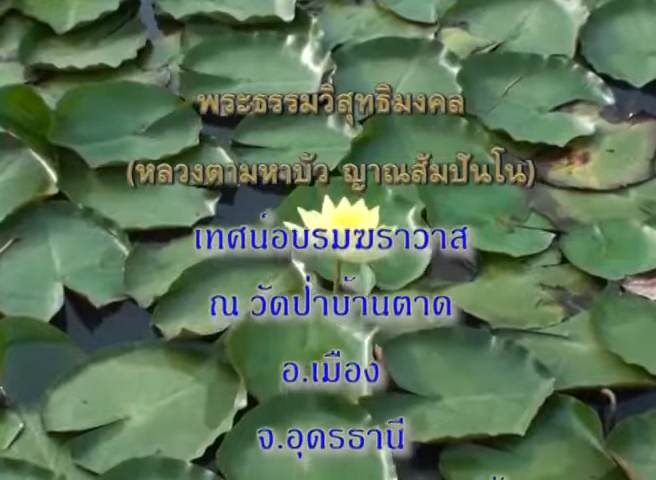 พระธรรมวิสุทธิมงคล
(หลวงตามหาบัว ญาณสัมปันโน)
เทศน์อบรมฆราวาส
ณ วัดป่าบ้านตาด
อ.เมือง
จ.อุดรธานี